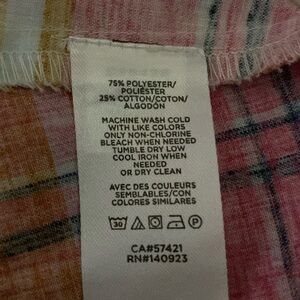 75% POLYESTER/
POLIÉSTER
25% COTTON/COTON/
ALGODÓN
MACHINE WASH COLD
WITH LIKE COLORS
ONLY NON-CHLORINE
BLEACH WHEN NEEDED
TUMBLE DRY LOW
COOL IRON WHEN
NEEDED
OR DRY CLEAN
AVEC DES COULEURS
SEMBLABLES/CON
COLORES SIMILARES
30 P
CA#57421
RN#140923